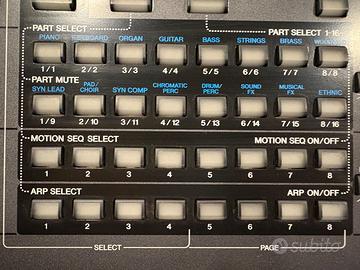 PART SELECT
PART SELECT 1-16
PIANO KEYBOARD ORGAN GUITAR BASS STRINGS BRASS WOODWIND
1/1 2/2 3/3 4/4 5/5 6/6 7/7 8/8
PART MUTE
SYN LEAD PAD/CHOIR SYN COMP CHROMATIC PERC DRUM/PERC SOUND FX MUSICAL FX ETHNIC
1/9 2/10 3/11 4/12 5/13 6/14 7/15 8/16
MOTION SEQ SELECT
MOTION SEQ ON/OFF
1 2 3 4 5 6 7 8
ARP SELECT
ARP ON/OFF
1 2 3 4 5 6 7 8
SELECT
PAGE
subito